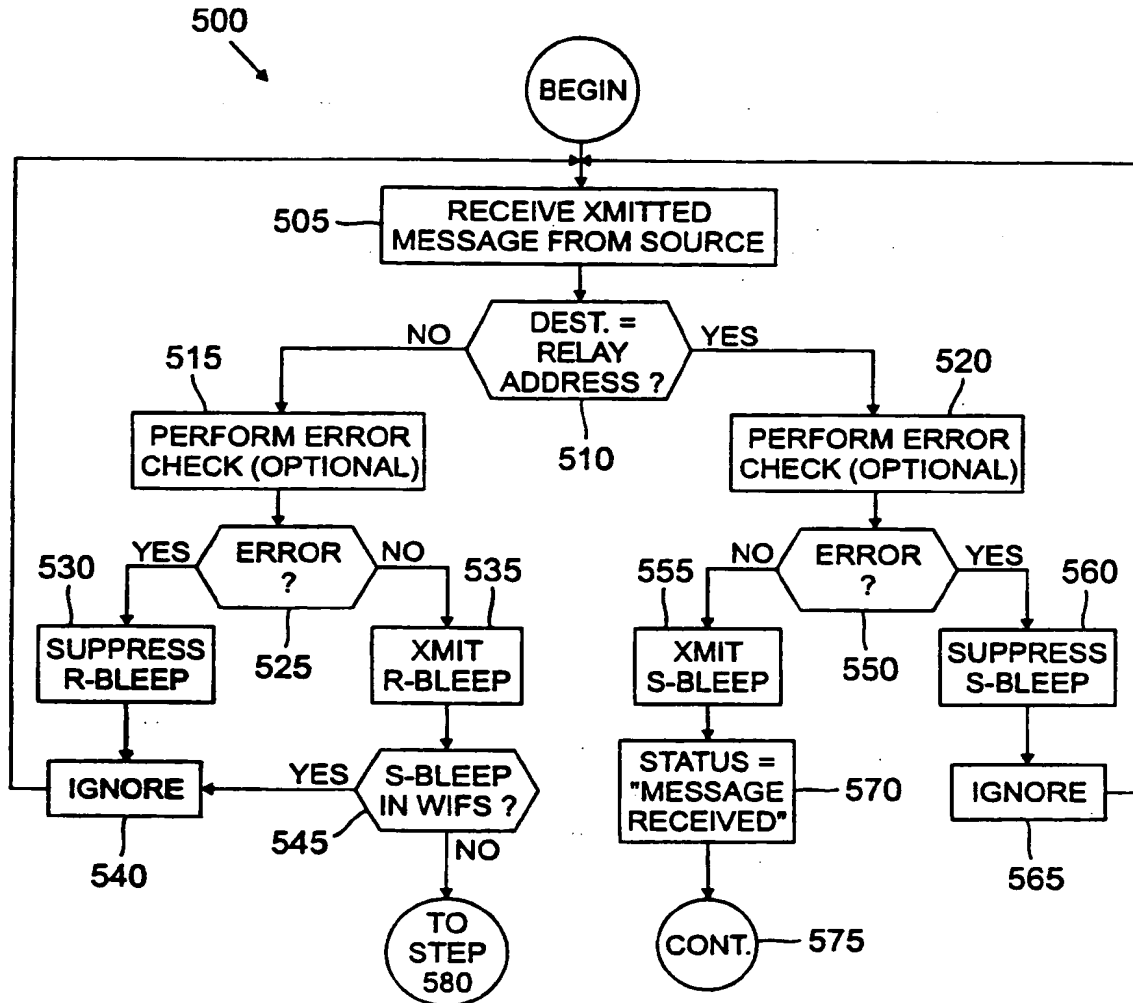 500
BEGIN
505
RECEIVE XMITTED
MESSAGE FROM SOURCE
NO
DEST. =
RELAY
ADDRESS ?
YES
510
515
PERFORM ERROR
CHECK (OPTIONAL)
520
PERFORM ERROR
CHECK (OPTIONAL)
YES
ERROR
?
NO
525
NO
ERROR
?
YES
550
530
SUPPRESS
R-BLEEP
535
XMIT
R-BLEEP
555
XMIT
S-BLEEP
560
SUPPRESS
S-BLEEP
IGNORE
540
YES
S-BLEEP
IN WIFS ?
545
NO
STATUS =
"MESSAGE
RECEIVED"
570
IGNORE
565
TO
STEP
580
CONT.
575